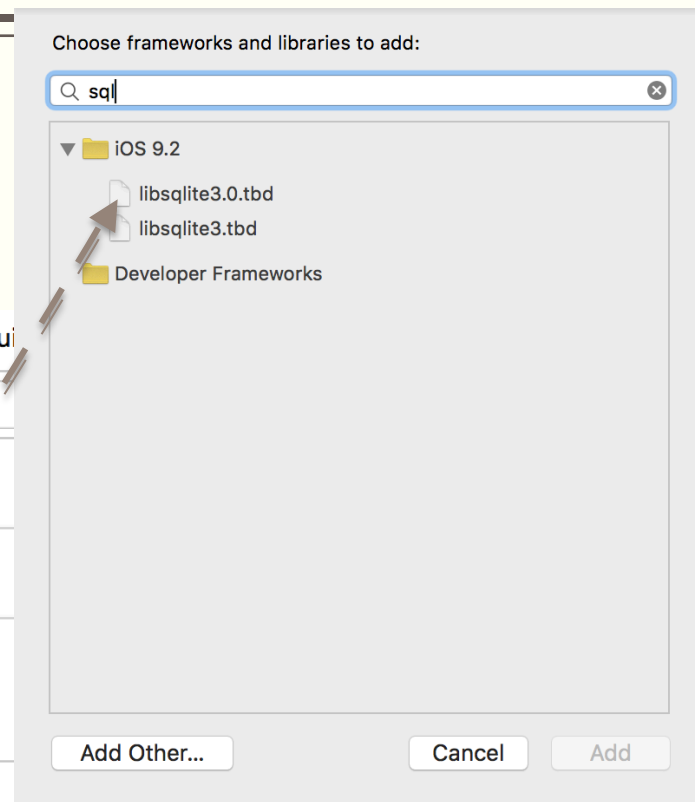 Choose frameworks and libraries to add:
sql
iOS 9.2
libsqlite3.0.tbd
libsqlite3.tbd
Developer Frameworks
ui
Add Other...
Cancel
Add